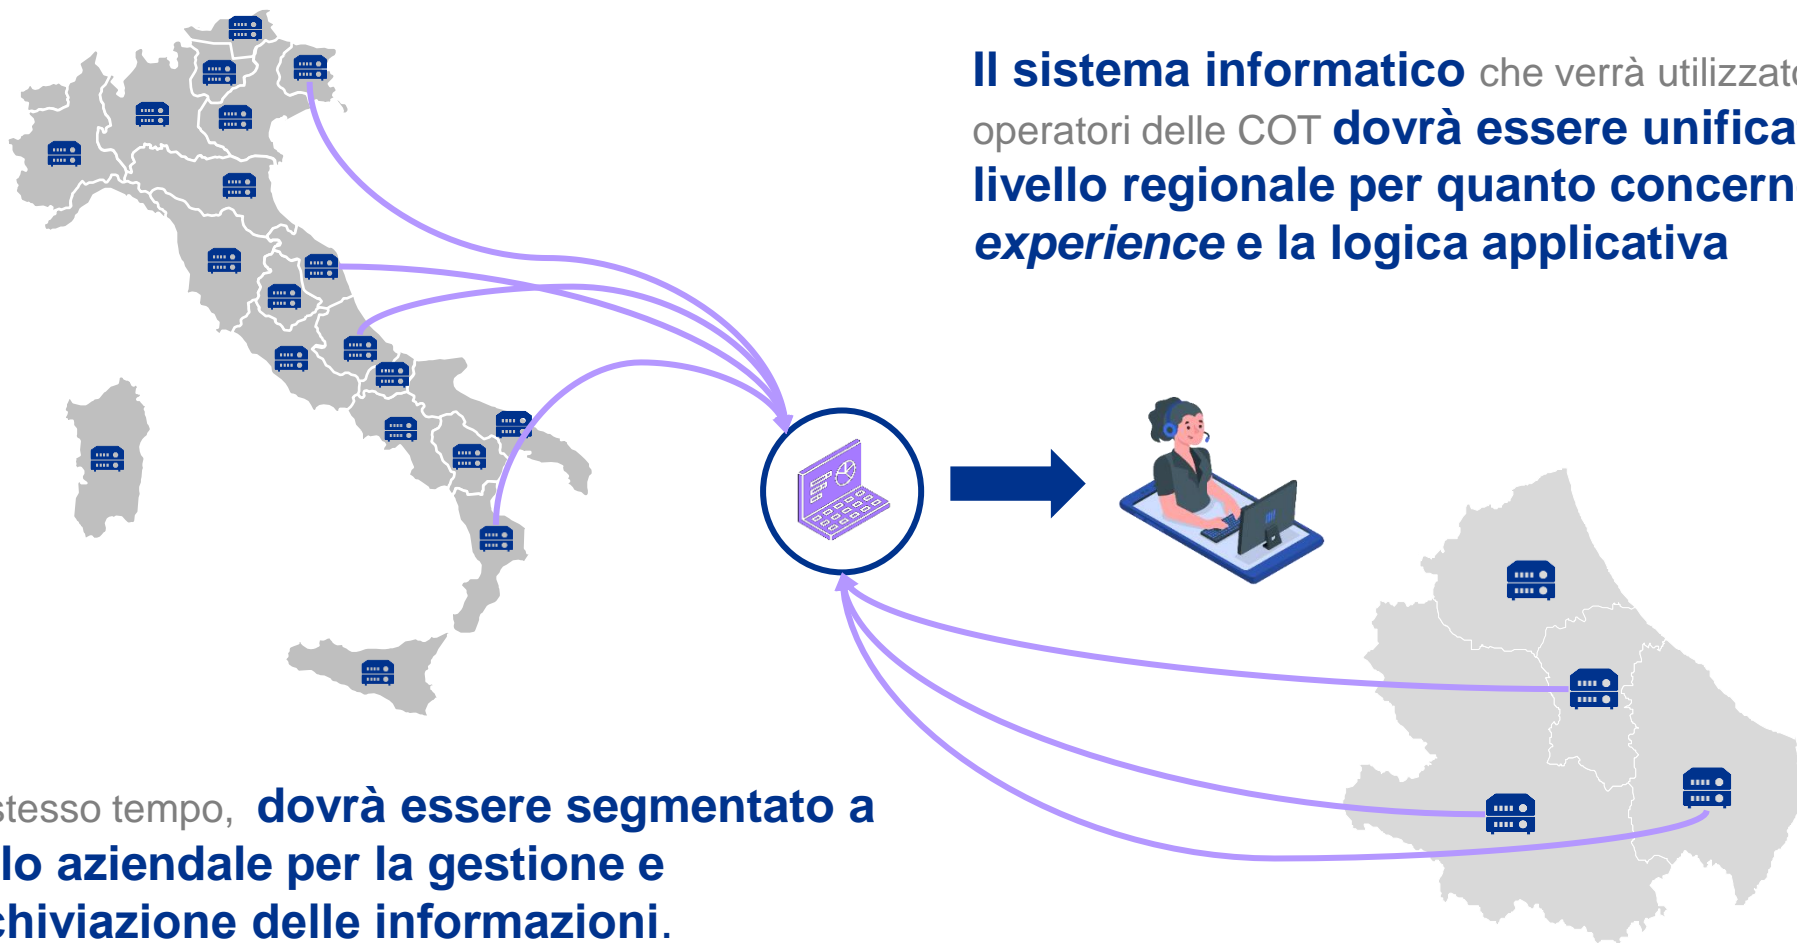 Il sistema informatico che verrà utilizzato
operatori delle COT dovrà essere unifica
livello regionale per quanto concern
experience e la logica applicativa
stesso tempo, dovrà essere segmentato a
lo aziendale per la gestione e
chiviazione delle informazioni.